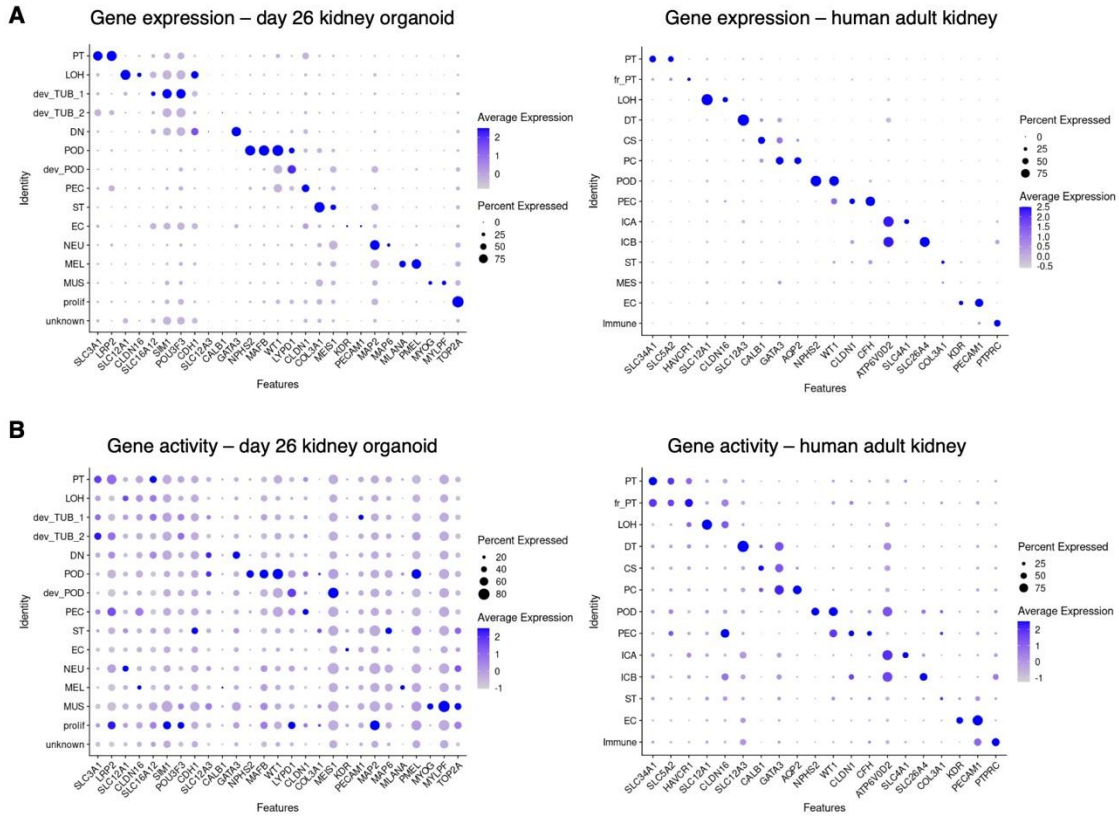 A
Gene expression – day 26 kidney organoid
PT
LOH
dev_TUB_1
dev_TUB_2
DN
POD
dev_POD
PEC
ST
EC
NEU
MEL
MUS
prolif
unknown
Identity
SLC3A1
LRP2
SLC12A1
CLDN16
SLC16A12
SIM1
POU3F3
CDH1
SLC12A3
CALB1
GATA3
NPHS2
MAFB
WT1
LYPD1
CLDN1
COL3A1
MEIS1
KDR
PECAM1
MAP2
MAP6
MLANA
PMEL
MYOG
MYLPF
TOP2A
Features
Average Expression
2
1
0
Percent Expressed
0
25
50
75
Gene expression – human adult kidney
PT
fr_PT
LOH
DT
CS
PC
POD
PEC
ICA
ICB
ST
MES
EC
Immune
Identity
SLC34A1
SLC5A2
HAVCR1
SLC12A1
CLDN16
SLC12A3
CALB1
GATA3
AQP2
NPHS2
WT1
CLDN1
CFH
ATP6V0D2
SLC4A1
SLC26A4
COL3A1
KDR
PECAM1
PTPRC
Features
Percent Expressed
0
25
50
75
Average Expression
2.5
2.0
1.5
1.0
0.5
0.0
-0.5
B
Gene activity – day 26 kidney organoid
PT
LOH
dev_TUB_1
dev_TUB_2
DN
POD
dev_POD
PEC
ST
EC
NEU
MEL
MUS
prolif
unknown
Identity
SLC3A1
LRP2
SLC12A1
CLDN16
SLC16A12
SIM1
POU3F3
CDH1
SLC12A3
CALB1
GATA3
NPHS2
MAFB
WT1
LYPD1
CLDN1
COL3A1
MEIS1
KDR
PECAM1
MAP2
MAP6
MLANA
PMEL
MYOG
MYLPF
TOP2A
Features
Percent Expressed
20
40
60
80
Average Expression
2
1
0
-1
Gene activity – human adult kidney
PT
fr_PT
LOH
DT
CS
PC
POD
PEC
ICA
ICB
ST
EC
Immune
Identity
SLC34A1
SLC5A2
HAVCR1
SLC12A1
CLDN16
SLC12A3
CALB1
GATA3
AQP2
NPHS2
WT1
CLDN1
CFH
ATP6V0D2
SLC4A1
SLC26A4
COL3A1
KDR
PECAM1
PTPRC
Features
Percent Expressed
25
50
75
Average Expression
2
1
0
-1